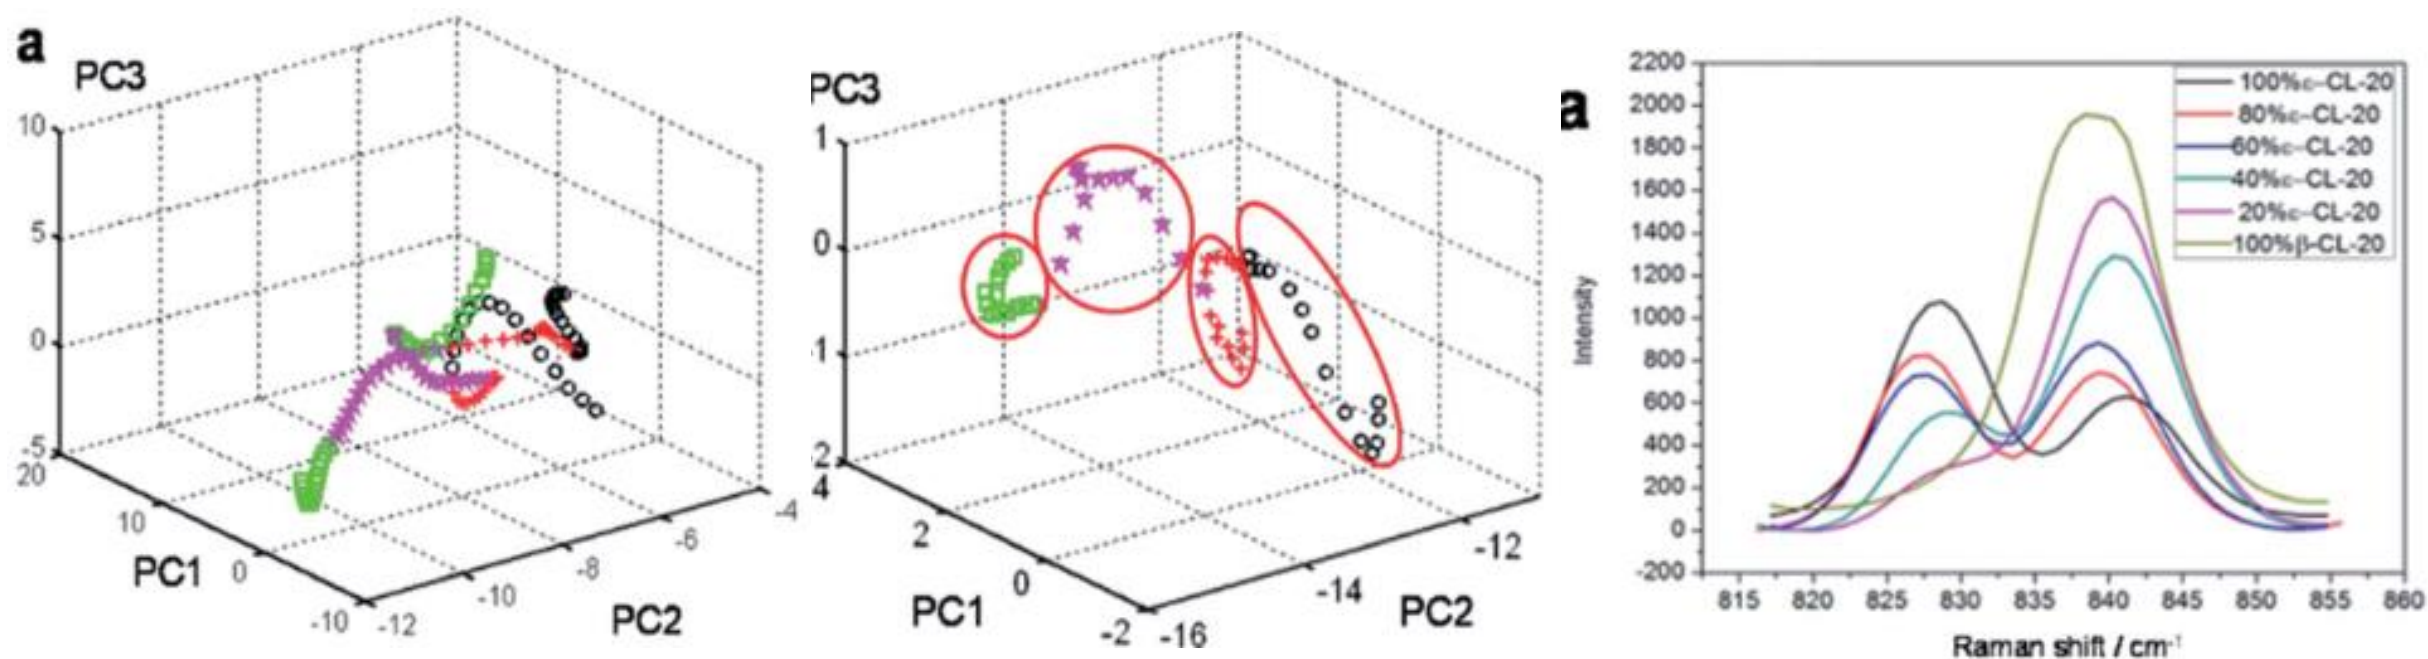 a
PC3
10
5
0
-5
20
10
PC1
0
-10
-12
-10
-8
PC2
-6
-4
PC3
1
0
1
2
4
2
PC1
0
-2
-16
-14
PC2
-12
a
Intensity
2200
2000
1800
1600
1400
1200
1000
800
600
400
200
0
-200
100%ε-CL-20
80%ε-CL-20
60%ε-CL-20
40%ε-CL-20
20%ε-CL-20
100%β-CL-20
815 820 825 830 835 840 845 850 855 860
Raman shift / cm⁻¹